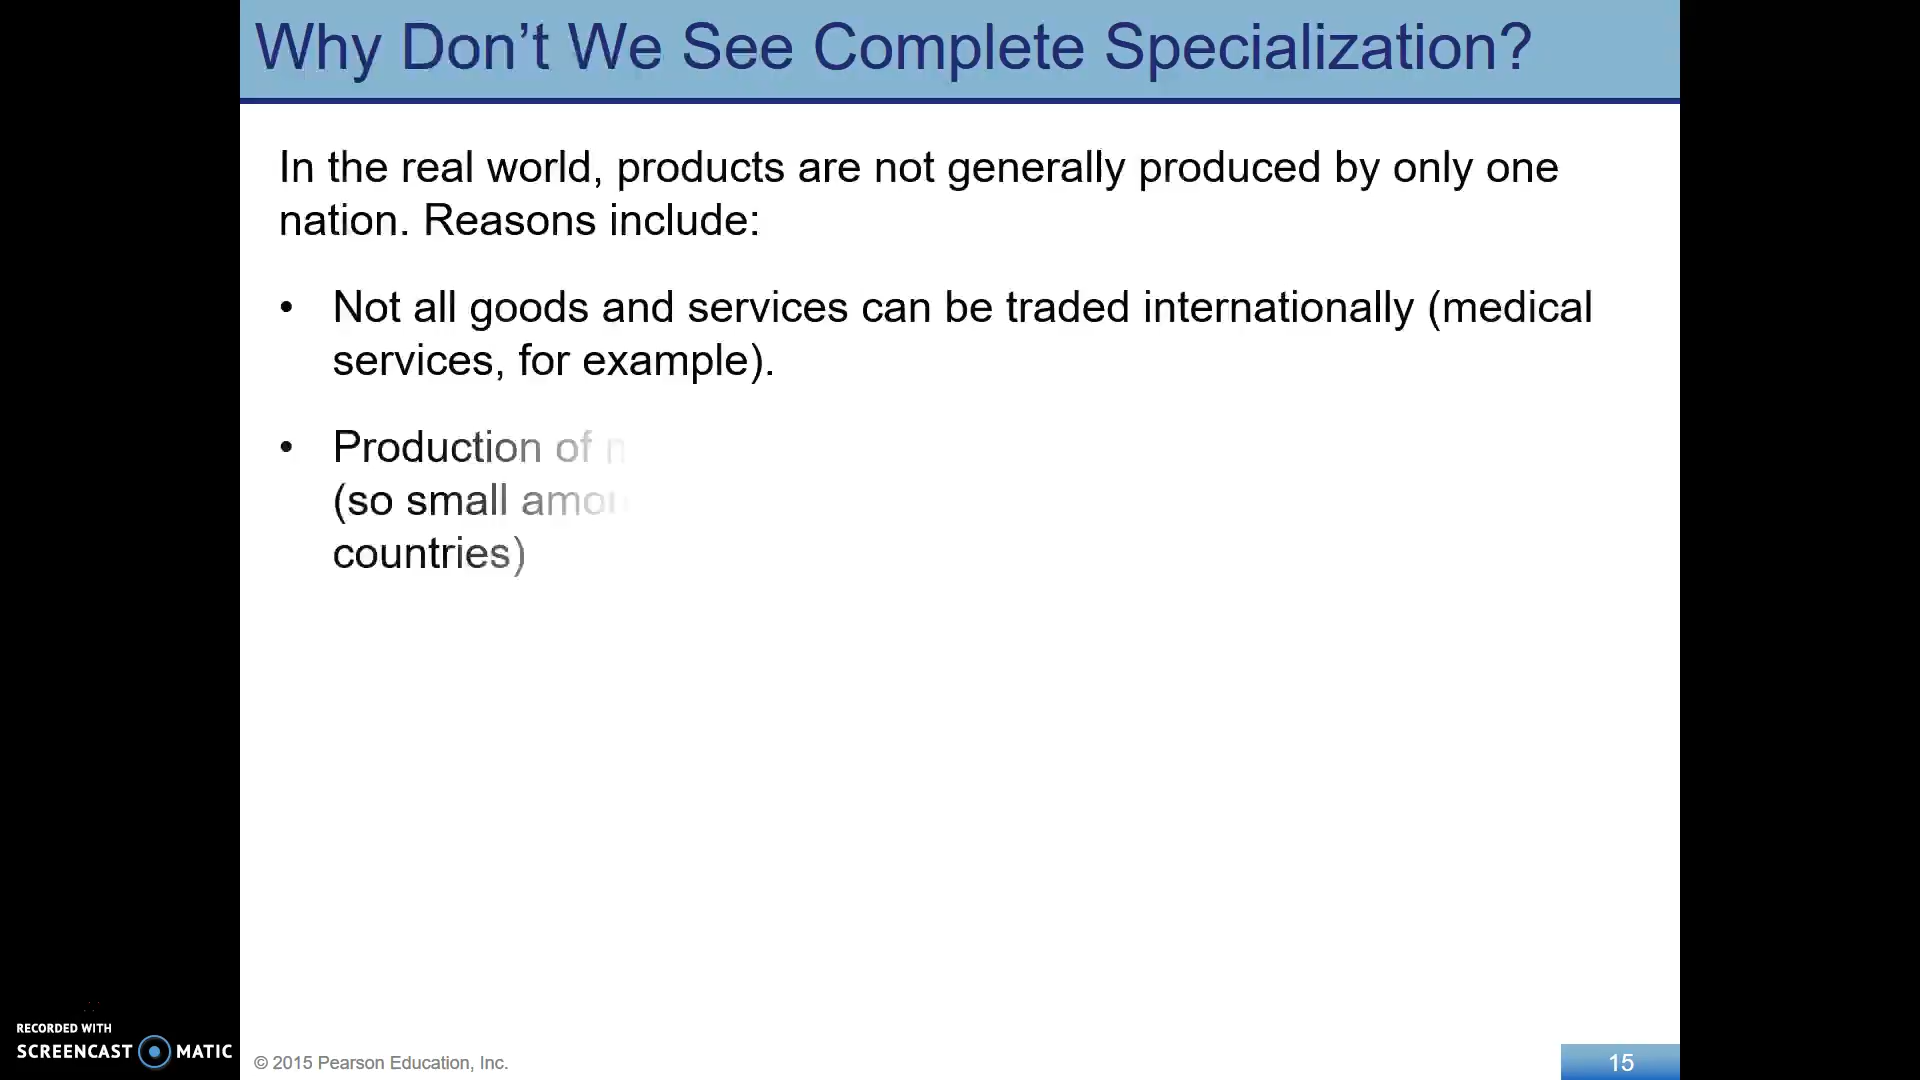 Why Don’t We See Complete Specialization?
In the real world, products are not generally produced by only one
nation. Reasons include:
• Not all goods and services can be traded internationally (medical
services, for example).
• Production of
(so small
countries)
RECORDED WITH
SCREENCAST MATIC
© 2015 Pearson Education, Inc.
15